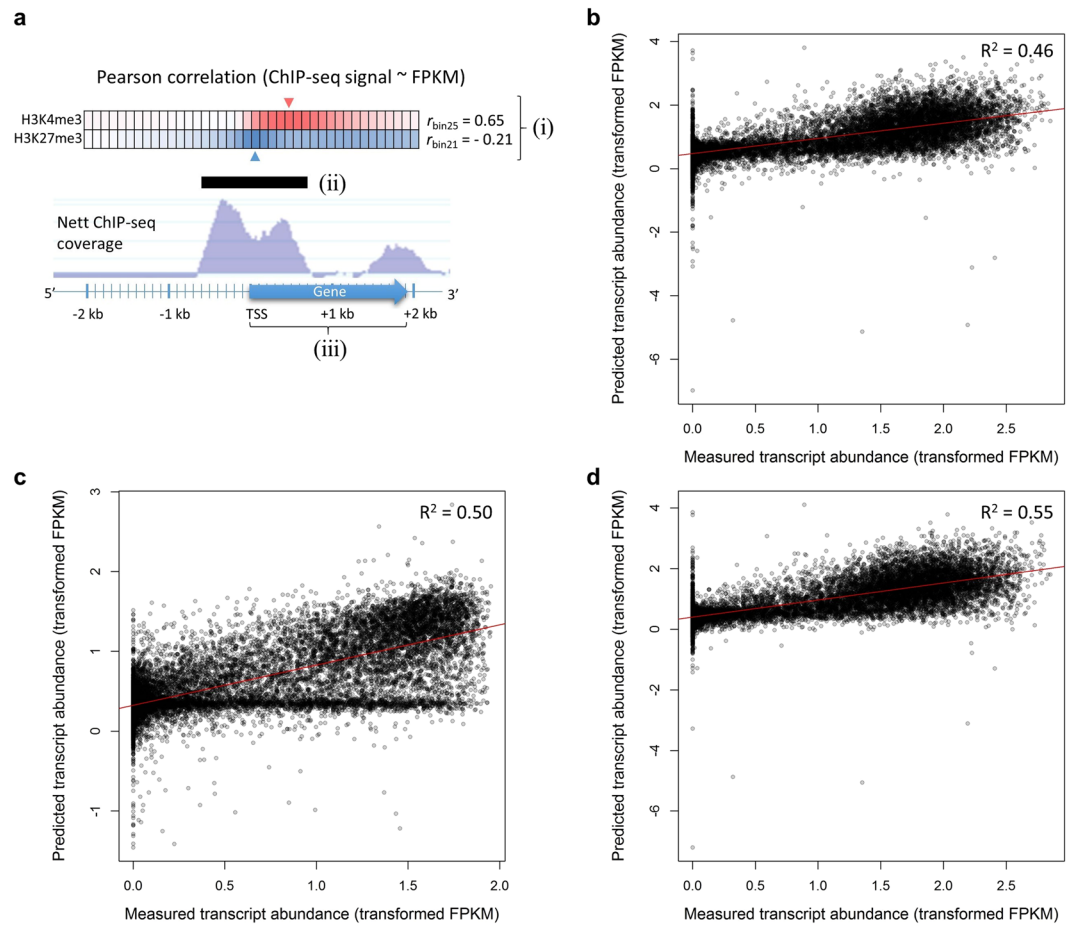 a
Pearson correlation (ChIP-seq signal ~ FPKM)
H3K4me3
rbin25 = 0.65
H3K27me3
rbin21 = - 0.21
(i)
(ii)
Nett ChIP-seq
coverage
5′
Gene
3′
-2 kb
-1 kb
TSS
+1 kb
+2 kb
(iii)
b
R2 = 0.46
Predicted transcript abundance (transformed FPKM)
4
2
0
-2
-4
-6
0.0 0.5 1.0 1.5 2.0 2.5
Measured transcript abundance (transformed FPKM)
c
R2 = 0.50
Predicted transcript abundance (transformed FPKM)
3
2
1
0
-1
0.0 0.5 1.0 1.5 2.0
Measured transcript abundance (transformed FPKM)
d
R2 = 0.55
Predicted transcript abundance (transformed FPKM)
4
2
0
-2
-4
-6
0.0 0.5 1.0 1.5 2.0 2.5
Measured transcript abundance (transformed FPKM)